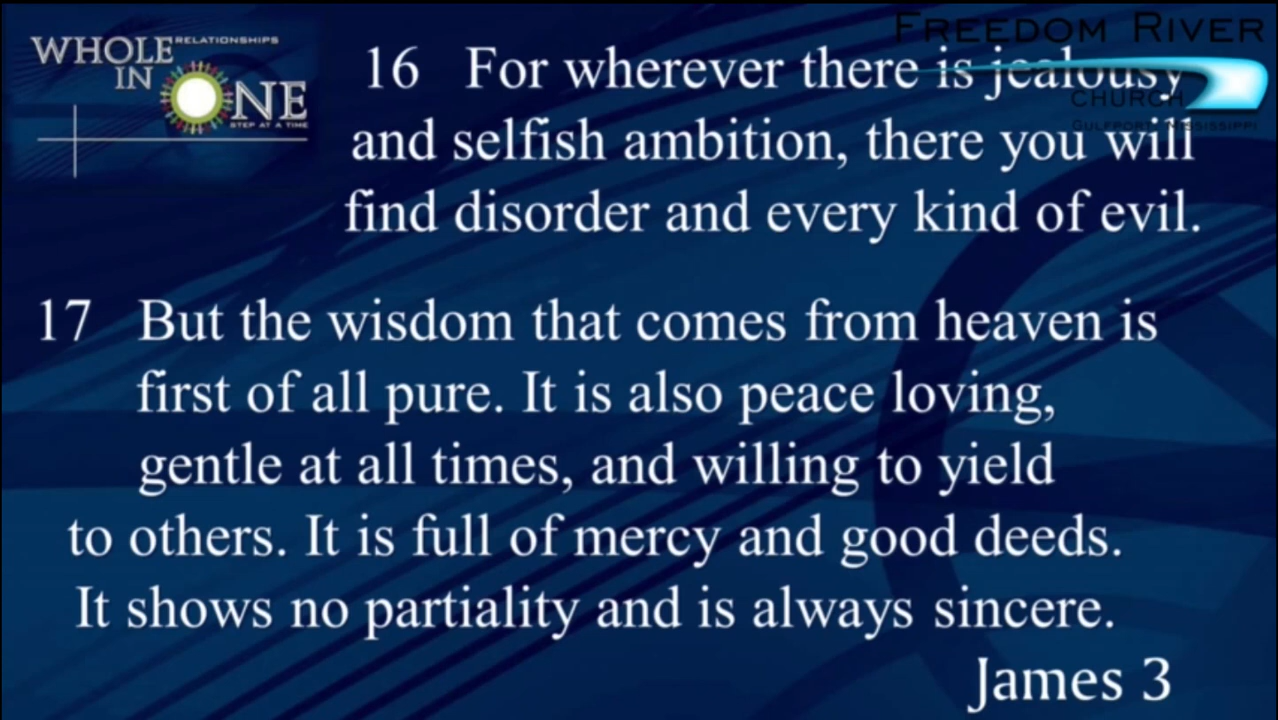 WHOLE RELATIONSHIPS
IN ONE
STEP AT A TIME
FREEDOM RIVER
CHURCH
GULFPORT, MISSISSIPPI
16 For wherever there is jealousy
and selfish ambition, there you will
find disorder and every kind of evil.
17 But the wisdom that comes from heaven is
first of all pure. It is also peace loving,
gentle at all times, and willing to yield
to others. It is full of mercy and good deeds.
It shows no partiality and is always sincere.
James 3